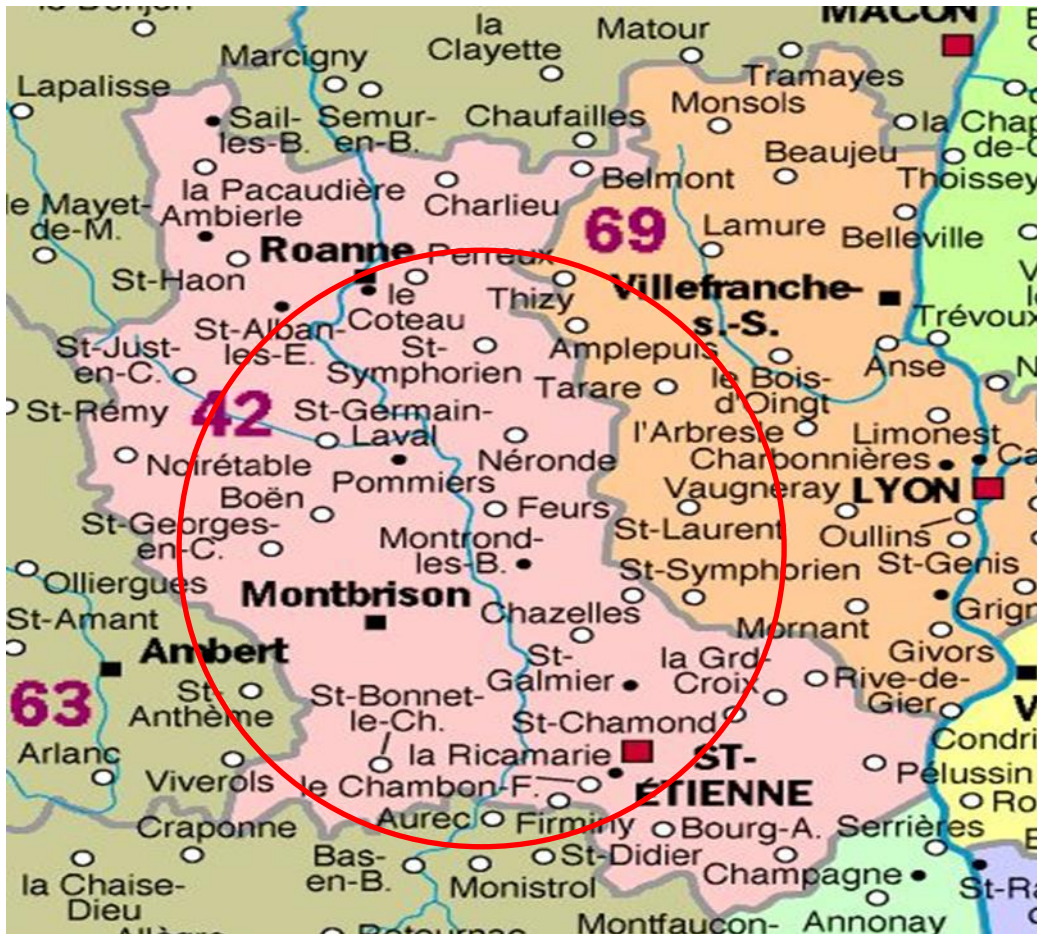 MACON
la
Clayette
Matour
Marcigny
Tramayes
Lapalisse
Monsols
Sail-
les-B.
Semur-
en-B.
Chaufailles
Beaujeu
Thoissey
la Pacaudière
Belmont
le Mayet-
de-M.
Ambierle
Charlieu
69
Lamure
Belleville
Roanne
Perreux
St-Haon
le
Coteau
Thizy
Villefranche-
s.-S.
Trévoux
St-Alban-
les-E.
St-Just-
en-C.
St-
Symphorien
Amplepuis
Anse
Tarare
le Bois-
d'Oingt
St-Rémy
42
St-Germain-
Laval
l'Arbresle
Limonest
Noirétable
Néronde
Charbonnières
Pommiers
Boën
Vaugneray
LYON
Feurs
St-Georges-
en-C.
St-Laurent
Oullins
Montrond-
les-B.
St-Genis
Olliergues
St-Symphorien
Montbrison
Chazelles
St-Amant
Mornant
Givors
Ambert
St-
Galmier
la Grd-
Croix
Rive-de-
Gier
63
St-
Anthème
St-Bonnet-
le-Ch.
St-Chamond
Arlanc
la Ricamarie
ST-
ÉTIENNE
Viverols
le Chambon-F.
Pélussin
Craponne
Aurec
Firminy
Bourg-A.
Serrières
Bas-
en-B.
St-Didier
la Chaise-
Dieu
Monistrol
Champagne
Montfaucon-
Annonay